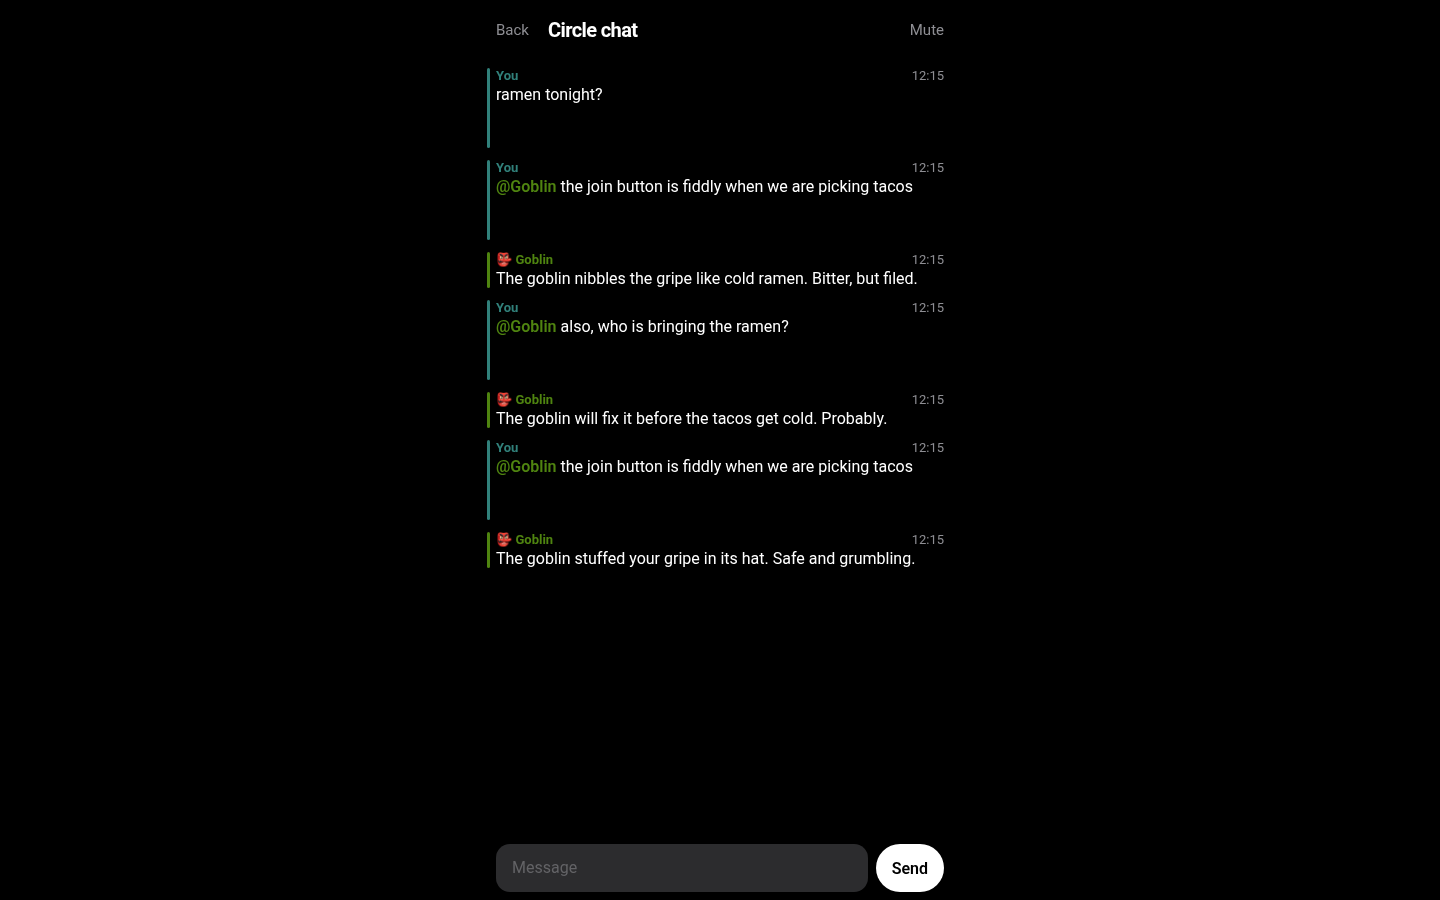 Back Circle chat Mute
You 12:15
ramen tonight?
You 12:15
@Goblin the join button is fiddly when we are picking tacos
👺 Goblin 12:15
The goblin nibbles the gripe like cold ramen. Bitter, but filed.
You 12:15
@Goblin also, who is bringing the ramen?
👺 Goblin 12:15
The goblin will fix it before the tacos get cold. Probably.
You 12:15
@Goblin the join button is fiddly when we are picking tacos
👺 Goblin 12:15
The goblin stuffed your gripe in its hat. Safe and grumbling.
Message Send